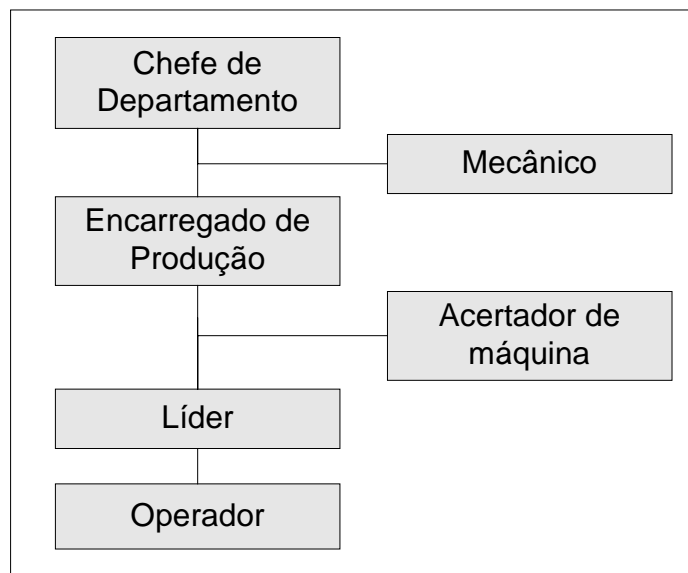 Chefe de
Departamento
Mecânico
Encarregado de
Produção
Acertador de
máquina
Líder
Operador